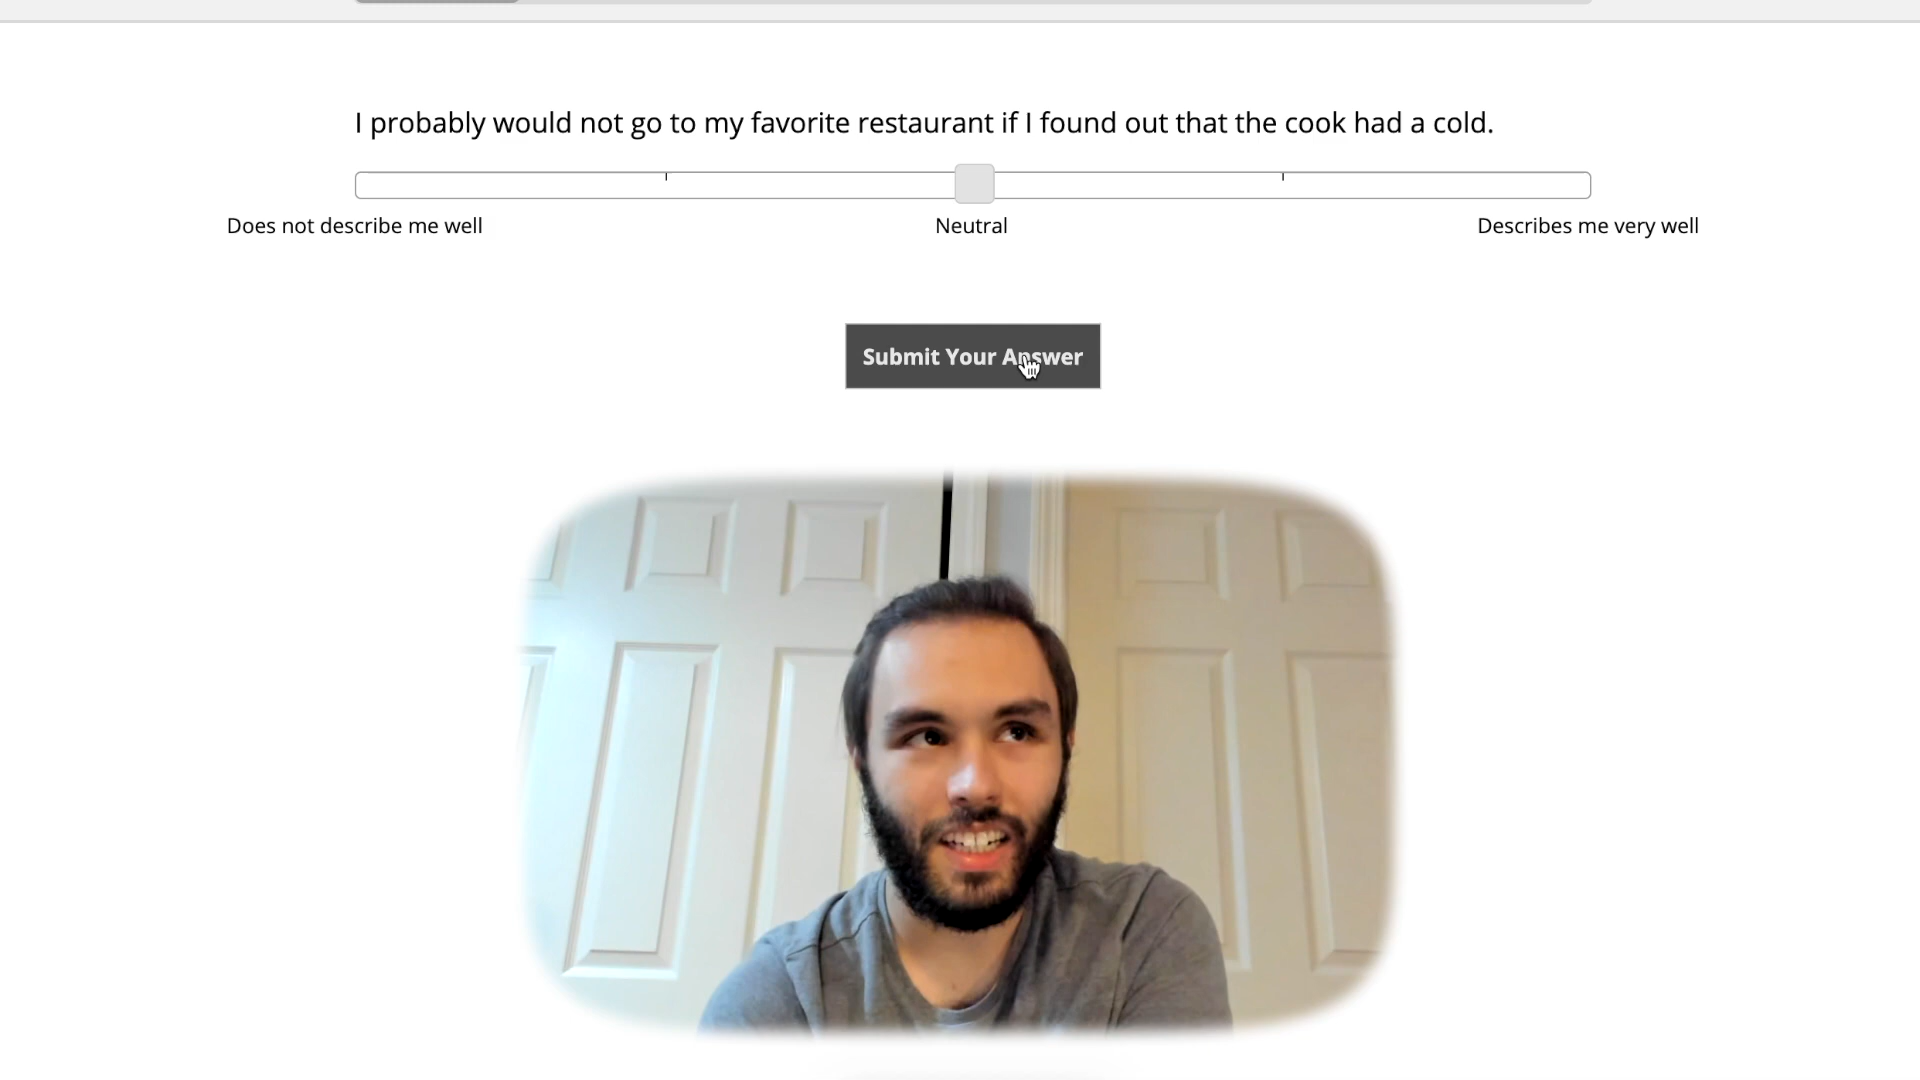 I probably would not go to my favorite restaurant if I found out that the cook had a cold.
Does not describe me well Neutral Describes me very well
Submit Your Answer